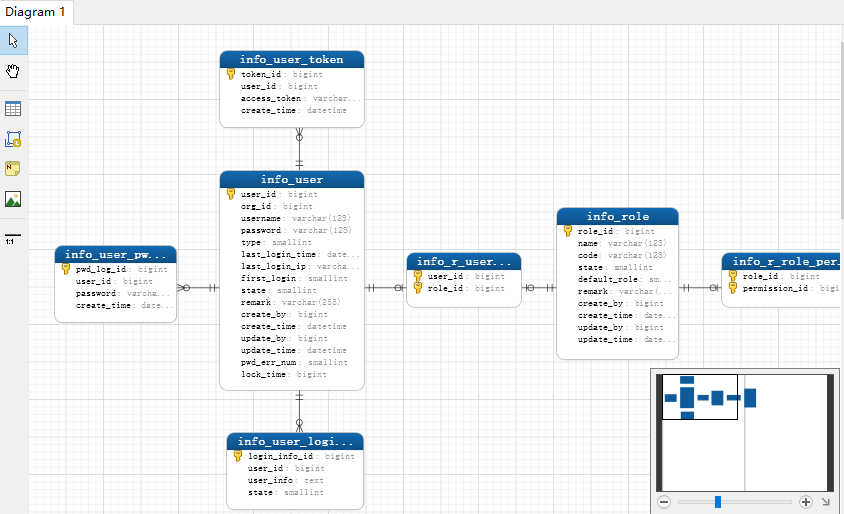 Diagram 1
info_user_token
token_id: bigint
user_id: bigint
access_token: varchar...
create_time: datetime
info_user
user_id: bigint
org_id: bigint
username: varchar(128)
password: varchar(128)
type: smallint
last_login_time: date...
last_login_ip: varcha...
first_login: smallint
state: smallint
remark: varchar(255)
create_by: bigint
create_time: datetime
update_by: bigint
update_time: datetime
pwd_err_num: smallint
lock_time: bigint
info_user_pw...
pwd_log_id: bigint
user_id: bigint
password: varcha...
create_time: date...
info_r_user...
user_id: bigint
role_id: bigint
info_role
role_id: bigint
name: varchar(128)
code: varchar(128)
state: smallint
default_role: sm...
remark: varchar(...
create_by: bigint
create_time: date...
update_by: bigint
update_time: date...
info_r_role_per.
role_id: bigint
permission_id: bigi
info_user_logi...
login_info_id: bigint
user_id: bigint
user_info: text
state: smallint
N
1:1